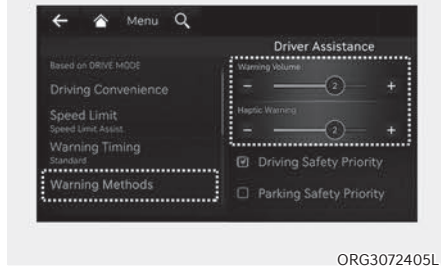 Menu
Driver Assistance
Based on DRIVE MODE
Driving Convenience
Speed Limit
Speed Limit Assist
Warning Timing
Standard
Warning Methods
Warning Volume
- 2 +
Haptic Warning
- 2 +
Driving Safety Priority
Parking Safety Priority
ORG3072405L